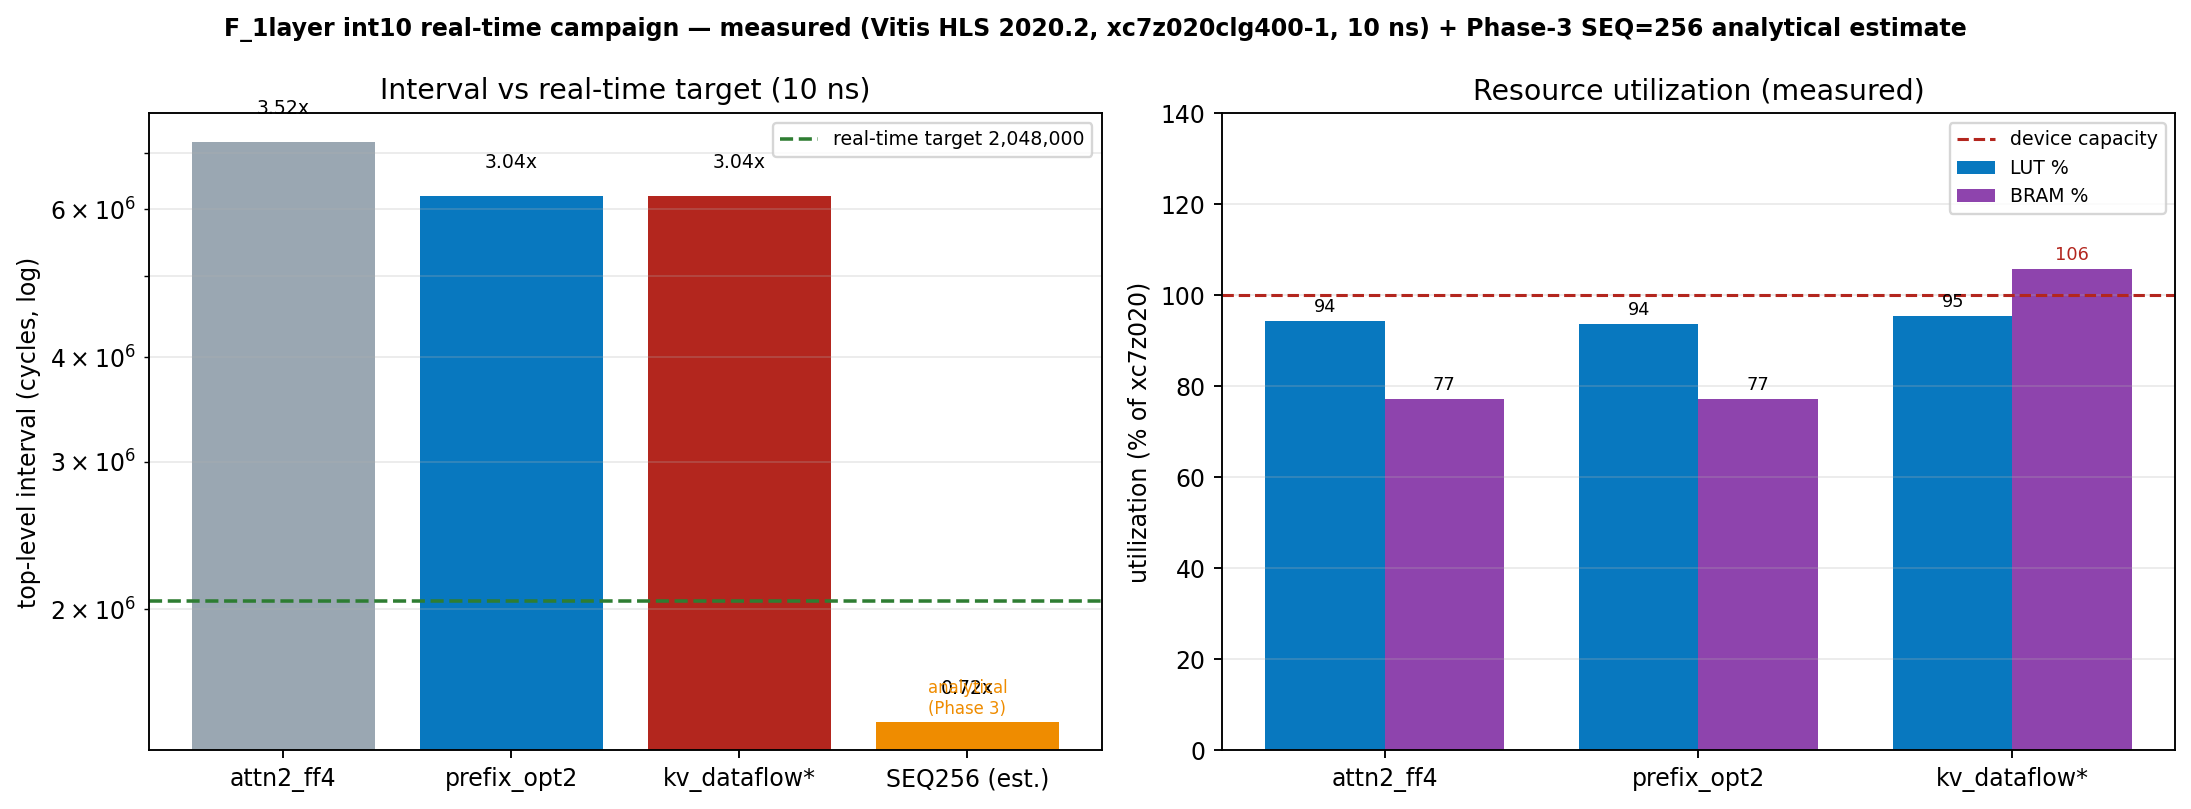 F_1layer int10 real-time campaign — measured (Vitis HLS 2020.2, xc7z020clg400-1, 10 ns) + Phase-3 SEQ=256 analytical estimate
Interval vs real-time target (10 ns)
3.52x
3.04x
3.04x
real-time target 2,048,000
6 × 10⁶
4 × 10⁶
3 × 10⁶
2 × 10⁶
top-level interval (cycles, log)
0.72x
analytical
(Phase 3)
attn2_ff4
prefix_opt2
kv_dataflow*
SEQ256 (est.)
Resource utilization (measured)
device capacity
LUT %
BRAM %
140
120
100
80
60
40
20
0
utilization (% of xc7z020)
94
77
94
77
95
106
attn2_ff4
prefix_opt2
kv_dataflow*